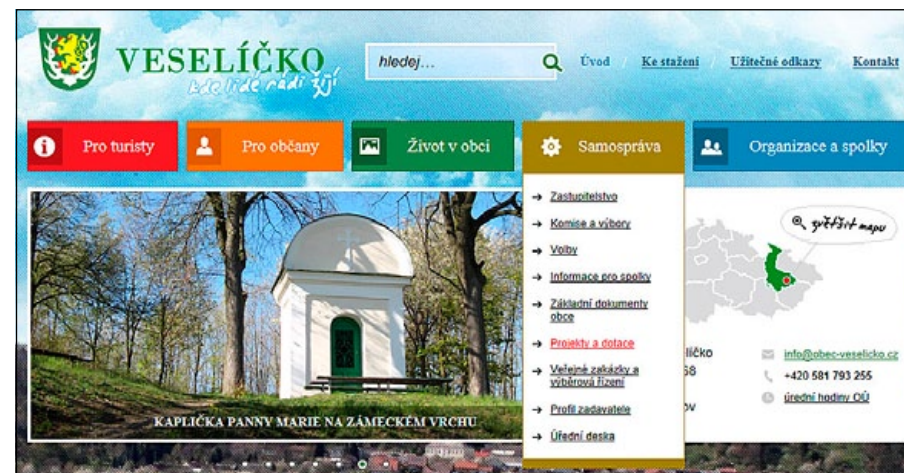 VESELÍČKO
kde lidé rádi žijí
hledej...
Úvod
Ke stažení
Užitečné odkazy
Kontakt
Pro turisty
Pro občany
Život v obci
Samospráva
Organizace a spolky
Zastupitelstvo
Komise a výbory
Volby
Informace pro spolky
Základní dokumenty
obce
Projekty a dotace
Veřejné zakázky a
výběrová řízení
Profil zadavatele
Úřední deska
KAPLIČKA PANNY MARIE NA ZÁMECKÉM VRCHU
zvětšit mapu
info@obec-veselicko.cz
+420 581 793 255
úřední hodiny OÚ